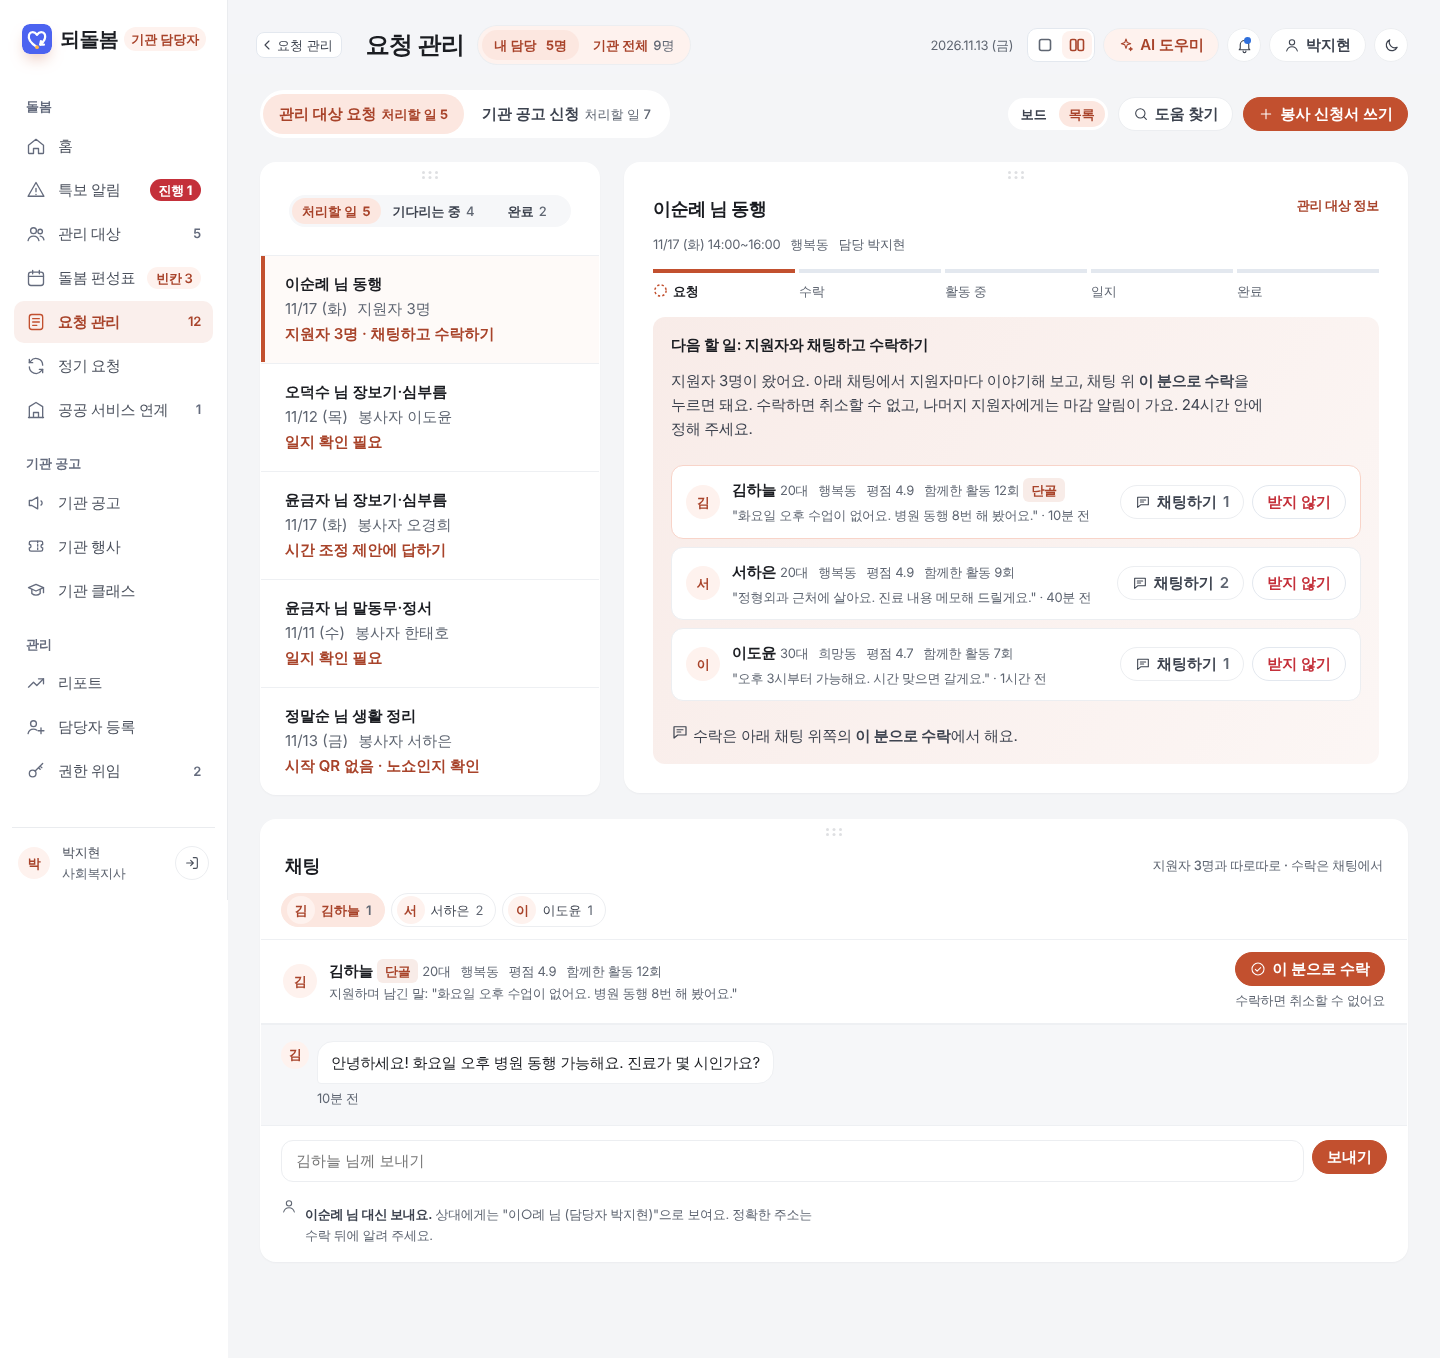 되돌봄 기관 담당자
돌봄
홈
특보 알림 진행 1
관리 대상 5
돌봄 편성표 빈칸 3
요청 관리 12
정기 요청
공공 서비스 연계 1
기관 공고
기관 공고
기관 행사
기관 클래스
관리
리포트
담당자 등록
권한 위임 2
박 박지현
사회복지사
요청 관리
요청 관리
내 담당 5명 기관 전체 9명
2026.11.13 (금)
AI 도우미
박지현
관리 대상 요청 처리할 일 5
기관 공고 신청 처리할 일 7
보드 목록
도움 찾기
봉사 신청서 쓰기
처리할 일 5 기다리는 중 4 완료 2
이순례 님 동행
11/17 (화) 지원자 3명
지원자 3명 · 채팅하고 수락하기
오덕수 님 장보기·심부름
11/12 (목) 봉사자 이도윤
일지 확인 필요
윤금자 님 장보기·심부름
11/17 (화) 봉사자 오경희
시간 조정 제안에 답하기
윤금자 님 말동무·정서
11/11 (수) 봉사자 한태호
일지 확인 필요
정말순 님 생활 정리
11/13 (금) 봉사자 서하은
시작 QR 없음 · 노쇼인지 확인
이순례 님 동행
관리 대상 정보
11/17 (화) 14:00~16:00 행복동 담당 박지현
요청 수락 활동 중 일지 완료
다음 할 일: 지원자와 채팅하고 수락하기
지원자 3명이 왔어요. 아래 채팅에서 지원자마다 이야기해 보고, 채팅 위 이 분으로 수락을
누르면 돼요. 수락하면 취소할 수 없고, 나머지 지원자에게는 마감 알림이 가요. 24시간 안에
정해 주세요.
김 김하늘 20대 행복동 평점 4.9 함께한 활동 12회 단골
"화요일 오후 수업이 없어요. 병원 동행 8번 해 봤어요." · 10분 전
채팅하기 1 받지 않기
서 서하은 20대 행복동 평점 4.9 함께한 활동 9회
"정형외과 근처에 살아요. 진료 내용 메모해 드릴게요." · 40분 전
채팅하기 2 받지 않기
이 이도윤 30대 희망동 평점 4.7 함께한 활동 7회
"오후 3시부터 가능해요. 시간 맞으면 갈게요." · 1시간 전
채팅하기 1 받지 않기
수락은 아래 채팅 위쪽의 이 분으로 수락에서 해요.
채팅
지원자 3명과 따로따로 · 수락은 채팅에서
김 김하늘 1 서 서하은 2 이 이도윤 1
김 김하늘 단골 20대 행복동 평점 4.9 함께한 활동 12회
지원하며 남긴 말: "화요일 오후 수업이 없어요. 병원 동행 8번 해 봤어요."
이 분으로 수락
수락하면 취소할 수 없어요
김 안녕하세요! 화요일 오후 병원 동행 가능해요. 진료가 몇 시인가요?
10분 전
김하늘 님께 보내기
보내기
이순례 님 대신 보내요. 상대에게는 "이○례 님 (담당자 박지현)"으로 보여요. 정확한 주소는
수락 뒤에 알려 주세요.